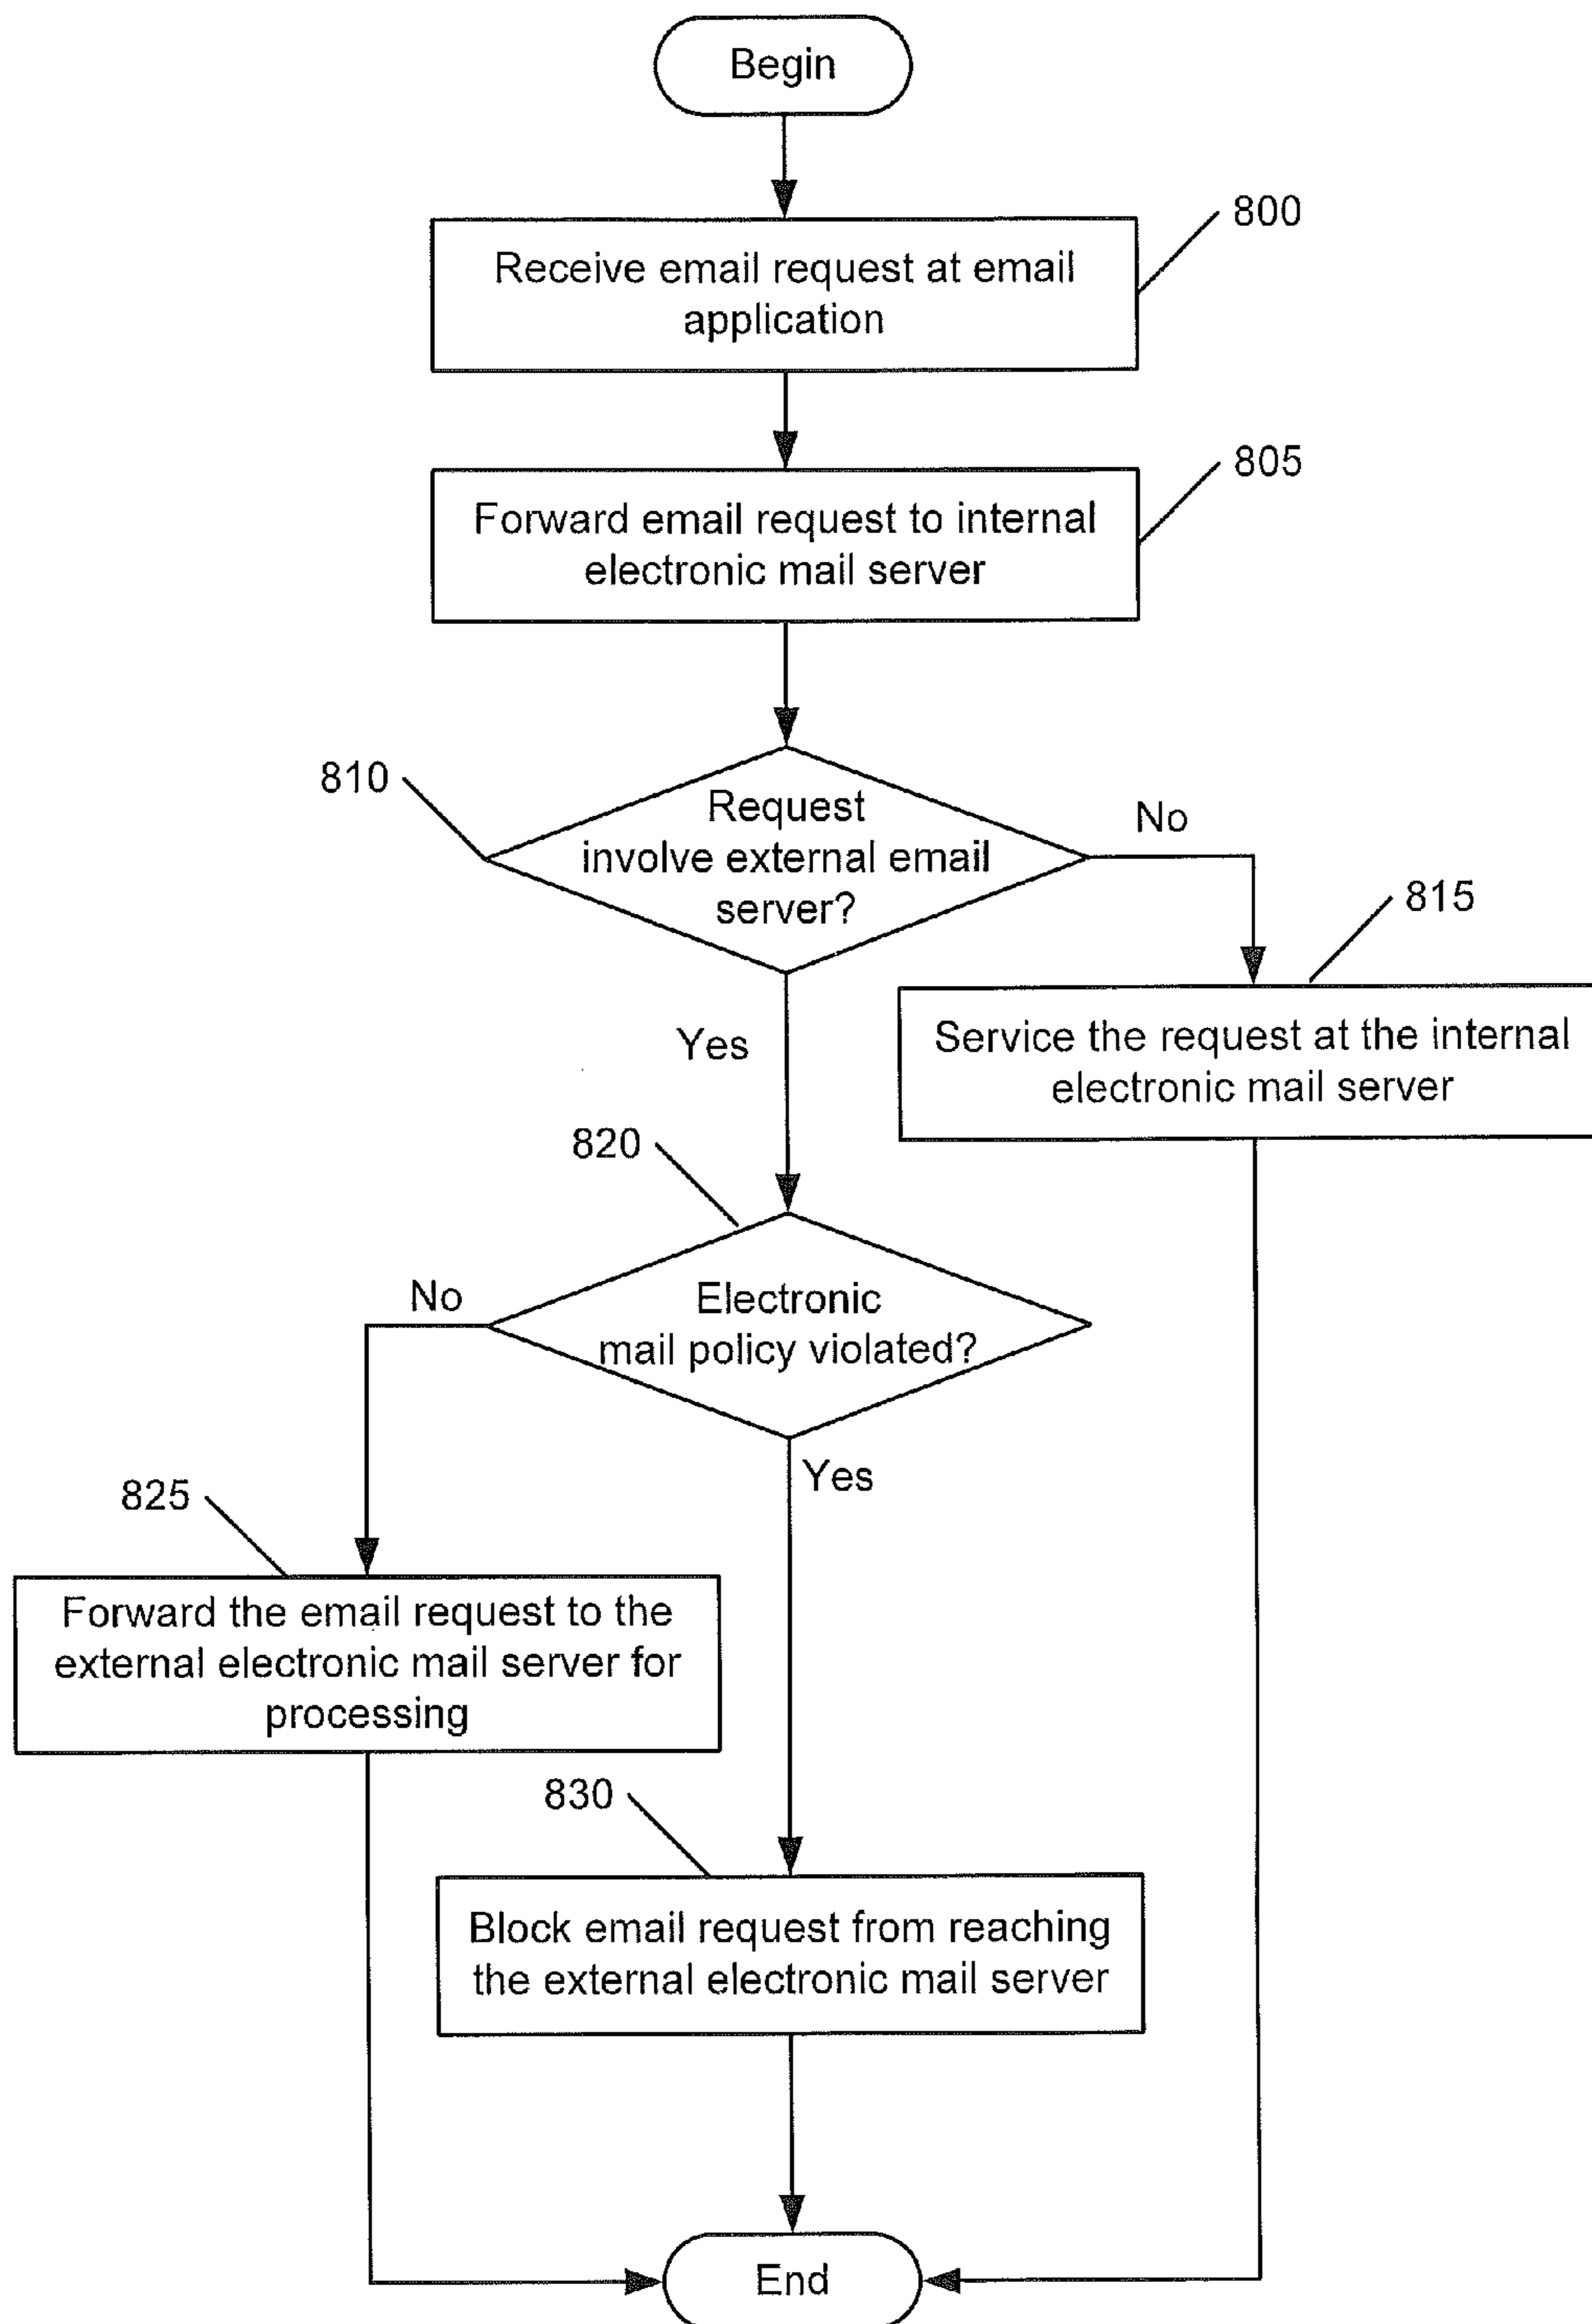 Begin
800
Receive email request at email
application
805
Forward email request to internal
electronic mail server
810
Request
involve external email
server?
No
815
Service the request at the internal
electronic mail server
Yes
820
Electronic
mail policy violated?
No
Yes
825
Forward the email request to the
external electronic mail server for
processing
830
Block email request from reaching
the external electronic mail server
End